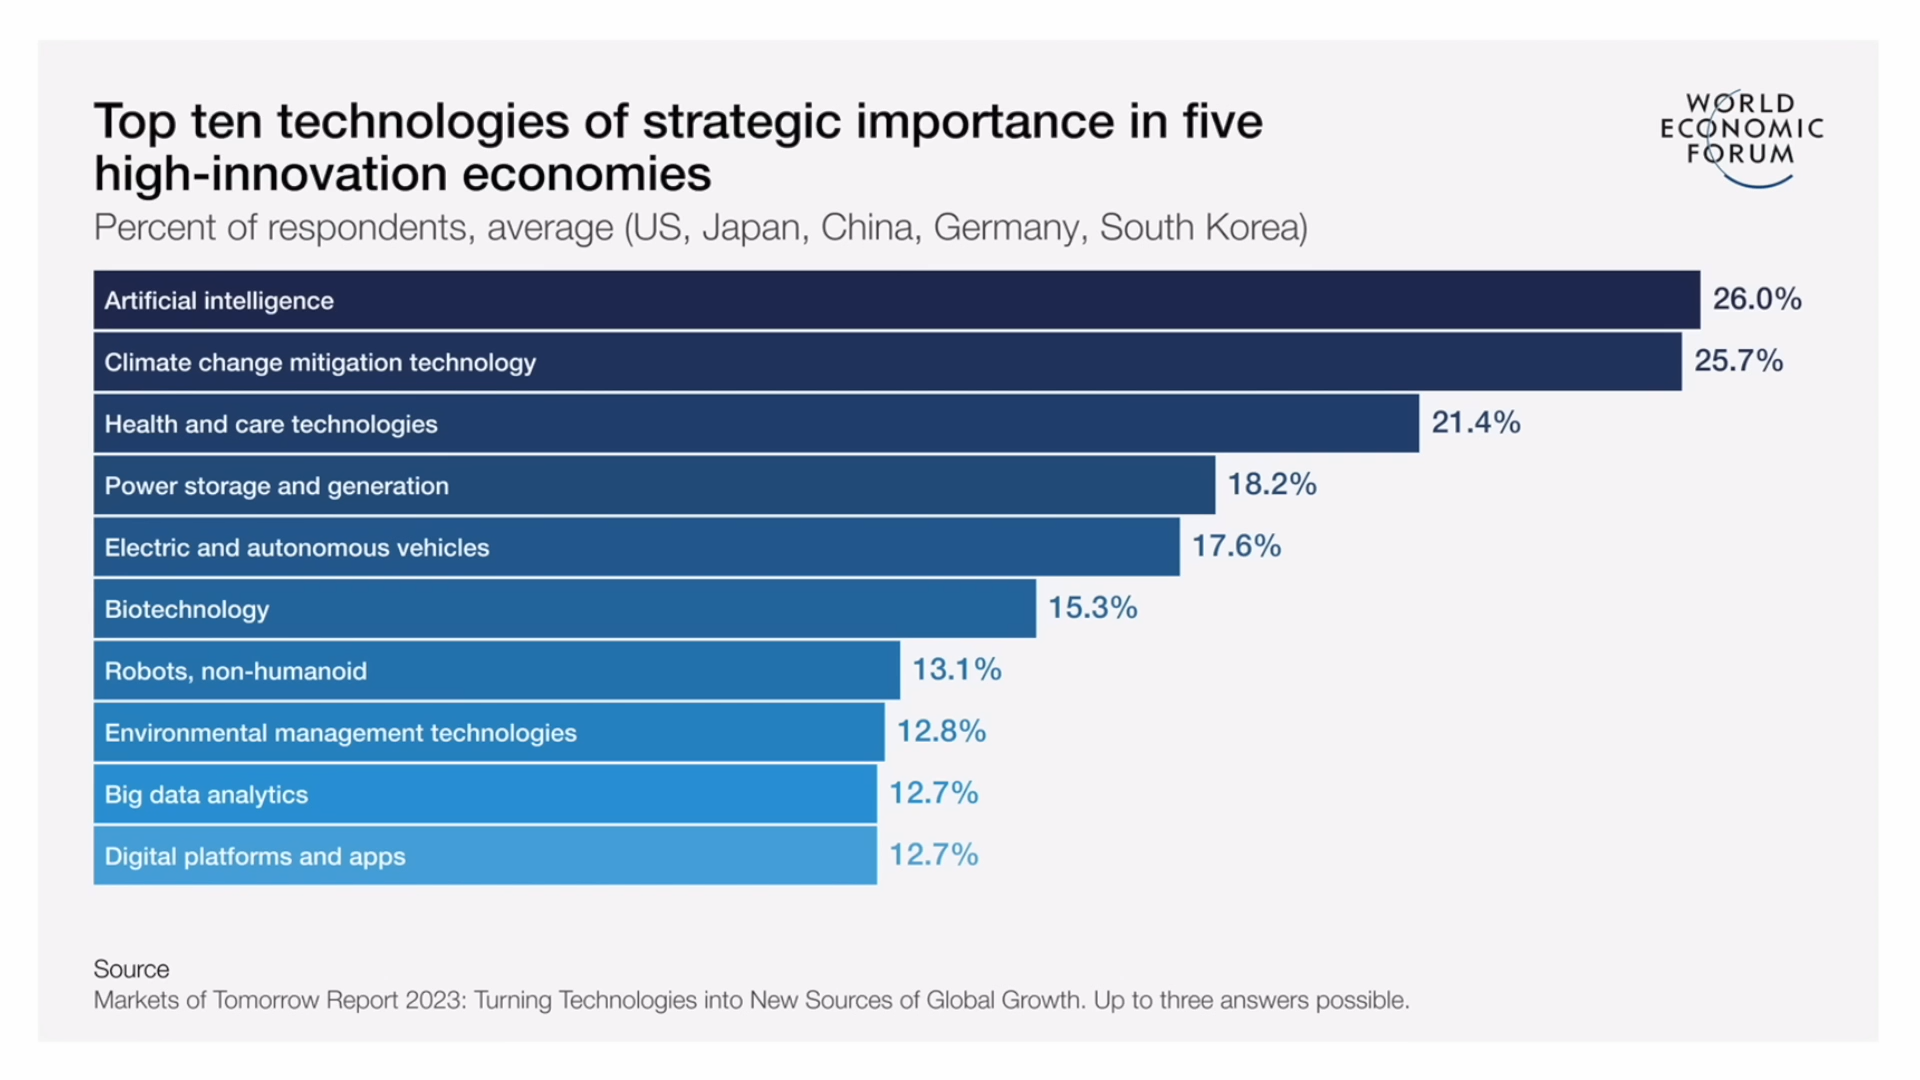 Top ten technologies of strategic importance in five
high-innovation economies
WORLD
ECONOMIC
FORUM
Percent of respondents, average (US, Japan, China, Germany, South Korea)
Artificial intelligence 26.0%
Climate change mitigation technology 25.7%
Health and care technologies 21.4%
Power storage and generation 18.2%
Electric and autonomous vehicles 17.6%
Biotechnology 15.3%
Robots, non-humanoid 13.1%
Environmental management technologies 12.8%
Big data analytics 12.7%
Digital platforms and apps 12.7%
Source
Markets of Tomorrow Report 2023: Turning Technologies into New Sources of Global Growth. Up to three answers possible.